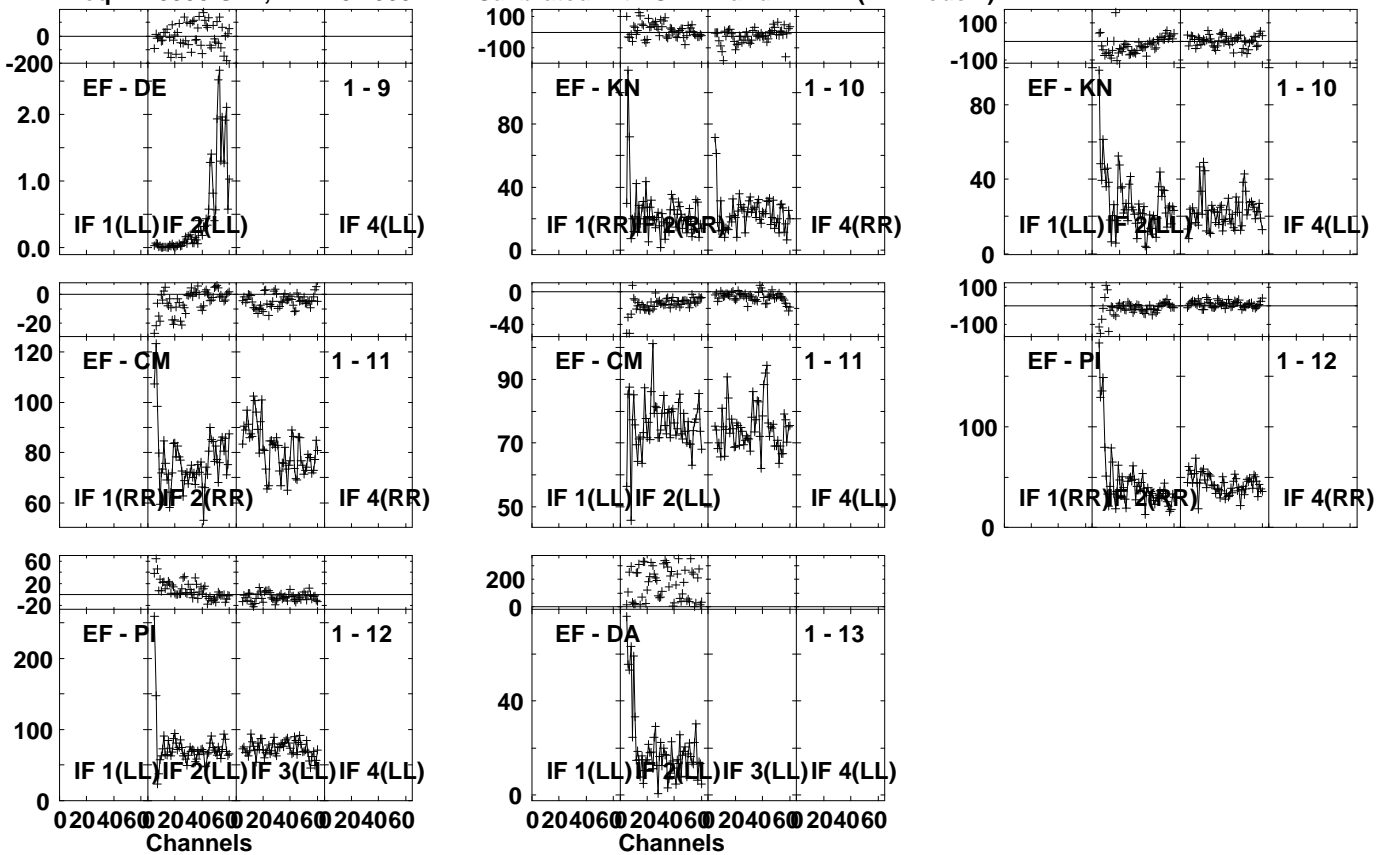 0
-200
EF - DE 1 - 9
2.0
1.0
0.0
IF 1(LL) IF 2(LL) IF 4(LL)
100
-100
EF - KN 1 - 10
80
40
0
IF 1(RR) IF 2(RR) IF 4(RR)
100
-100
EF - KN 1 - 10
80
40
0
IF 1(LL) IF 2(LL) IF 4(LL)
0
-20
EF - CM 1 - 11
120
100
80
60
IF 1(RR) IF 2(RR) IF 4(RR)
0
-40
EF - CM 1 - 11
90
70
50
IF 1(LL) IF 2(LL) IF 4(LL)
100
-100
EF - PI 1 - 12
100
0
IF 1(RR) IF 2(RR) IF 4(RR)
60
20
-20
EF - PI 1 - 12
200
100
0
IF 1(LL) IF 2(LL) IF 3(LL) IF 4(LL)
0 20 40 60 0 20 40 60 0 20 40 60 0 20 40 60
Channels
200
0
EF - DA 1 - 13
40
0
IF 1(LL) IF 2(LL) IF 3(LL) IF 4(LL)
0 20 40 60 0 20 40 60 0 20 40 60 0 20 40 60
Channels